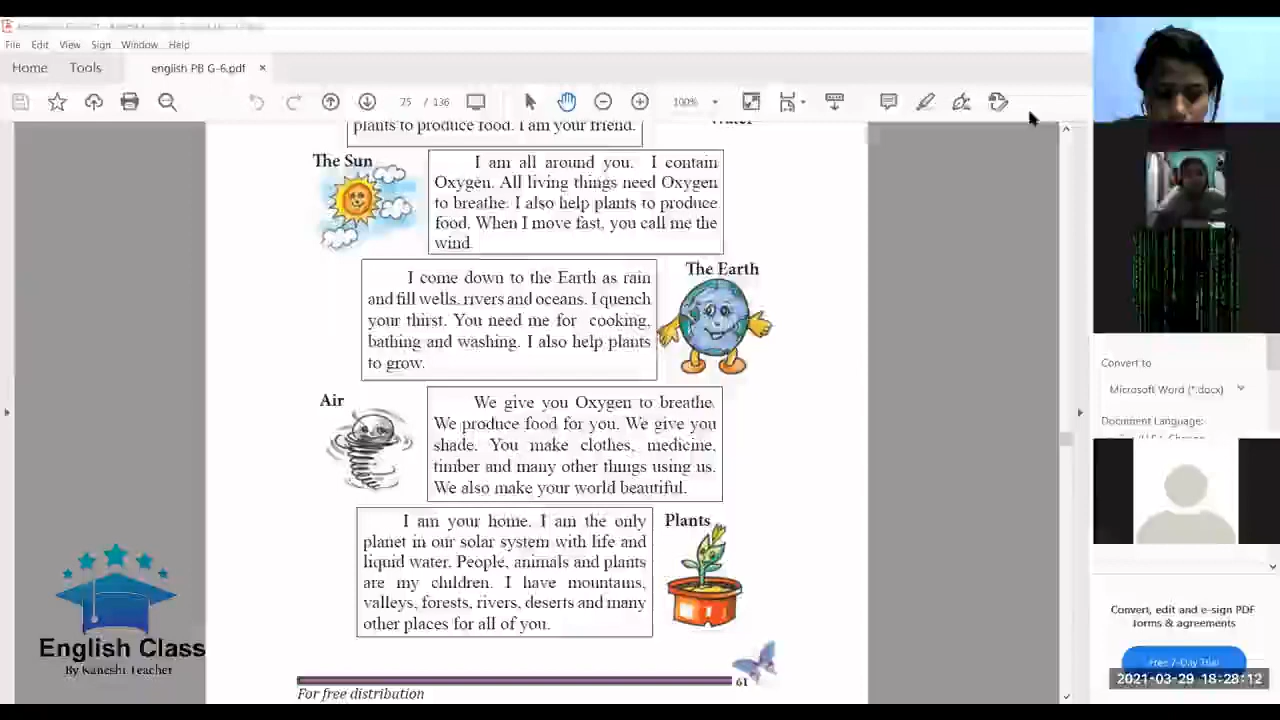 File Edit View Sign Window Help
Home Tools english PB G-6.pdf ×
75 / 136 100%
plants to produce food. I am your friend.
Water
The Sun
I am all around you. I contain
Oxygen. All living things need Oxygen
to breathe. I also help plants to produce
food. When I move fast, you call me the
wind.
The Earth
I come down to the Earth as rain
and fill wells, rivers and oceans. I quench
your thirst. You need me for cooking,
bathing and washing. I also help plants
to grow.
Air
We give you Oxygen to breathe.
We produce food for you. We give you
shade. You make clothes, medicine,
timber and many other things using us.
We also make your world beautiful.
Plants
I am your home. I am the only
planet in our solar system with life and
liquid water. People, animals and plants
are my children. I have mountains,
valleys, forests, rivers, deserts and many
other places for all of you.
61
For free distribution
English Class
By Kaneshi Teacher
Convert to
Microsoft Word (*.docx)
Document Language:
Convert, edit and e-sign PDF
forms & agreements
Free 7-Day Trial
2021-03-29 18:28:12